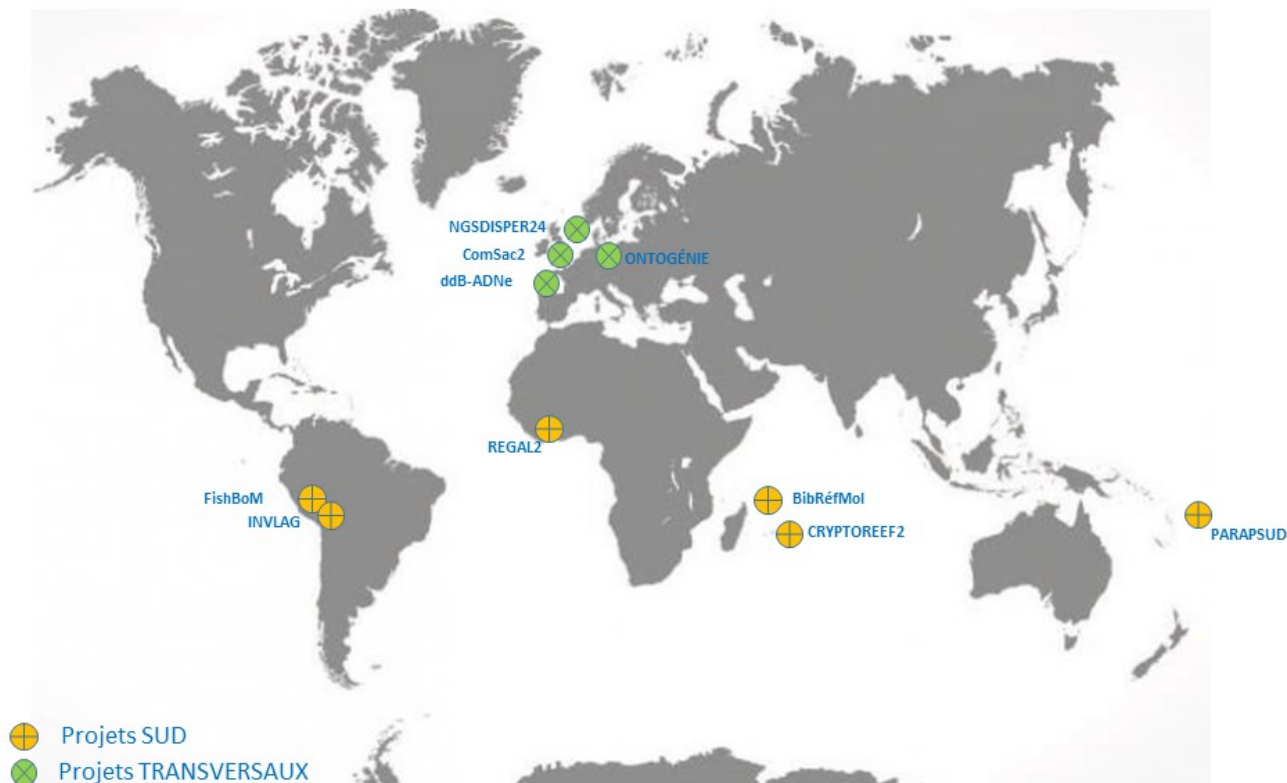 NGSDISPER24
ComSac2
ONTOGÉNIE
ddB-ADNe
REGAL2
FishBoM
BibRéfMol
INVLAG
CRYPTOREEF2
PARAPSUD
Projets SUD
Projets TRANSVERSAUX